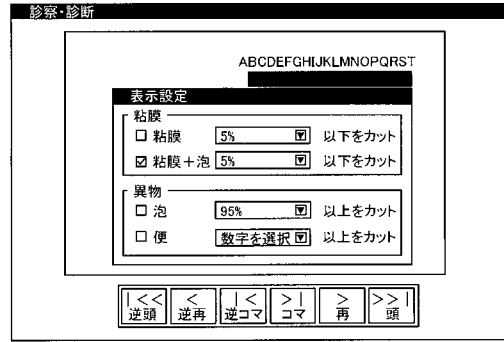 診察・診断
ABCDEFGHIJKLMNOPQRST
表示設定
粘膜
粘膜 5% 以下をカット
粘膜+泡 5% 以下をカット
異物
泡 95% 以上をカット
便 数字を選択 以上をカット
|<< < |< >| > >>|
逆頭 逆再 逆コマ コマ 再 頭